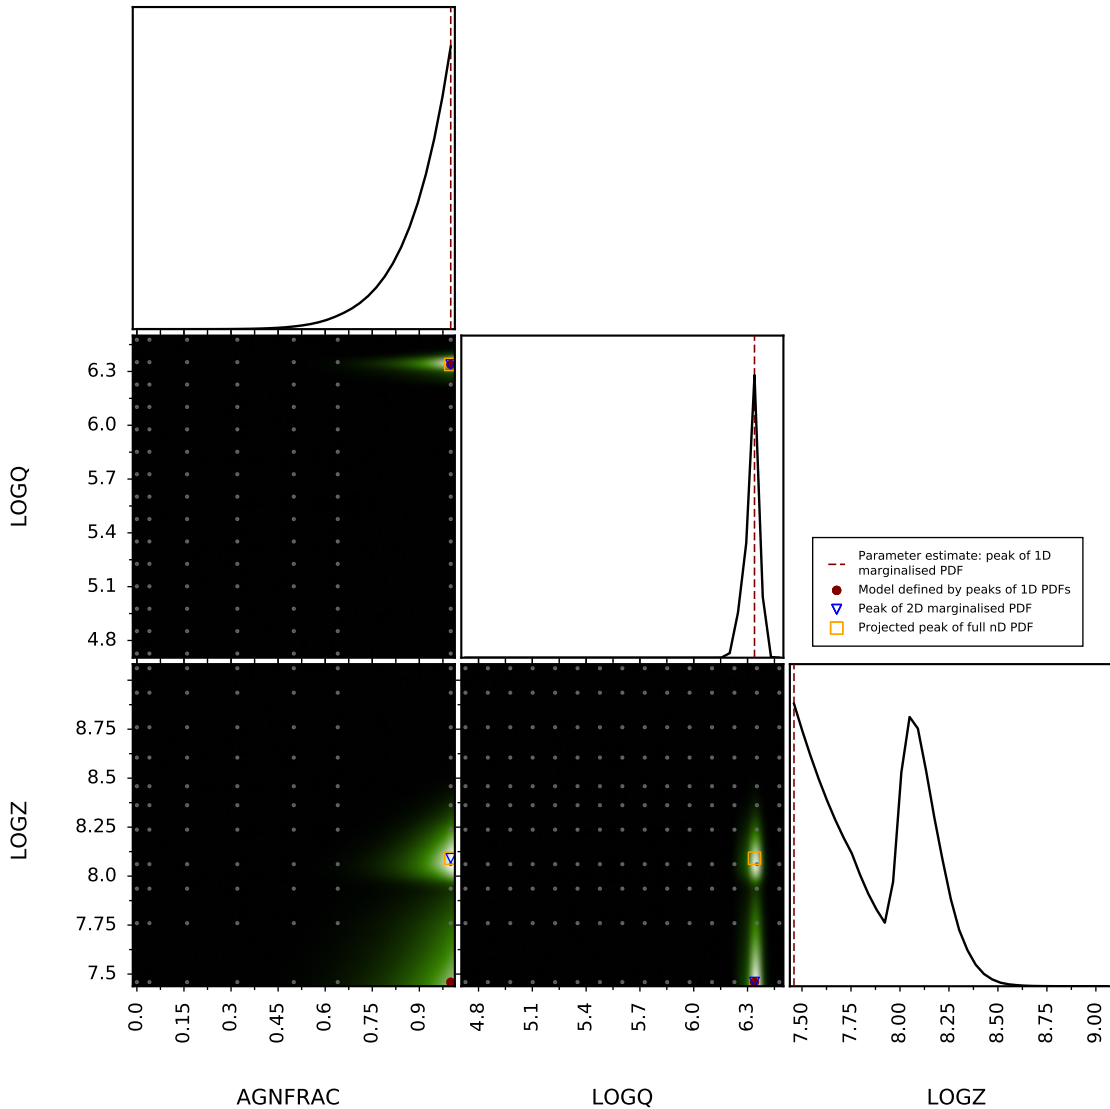 6.3
6.0
5.7
5.4
5.1
4.8
LOGQ
Parameter estimate: peak of 1D
marginalised PDF
Model defined by peaks of 1D PDFs
Peak of 2D marginalised PDF
Projected peak of full nD PDF
8.75
8.5
8.25
8.0
7.75
7.5
LOGZ
0.0 0.15 0.3 0.45 0.6 0.75 0.9
4.8 5.1 5.4 5.7 6.0 6.3
7.50 7.75 8.00 8.25 8.50 8.75 9.00
AGNFRAC LOGQ LOGZ